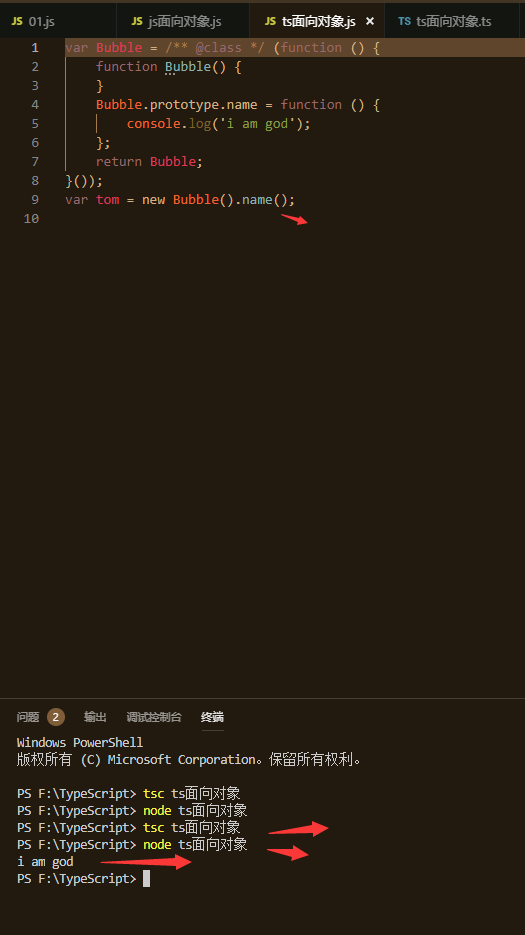 JS 01.js
JS js面向对象.js
JS ts面向对象.js ×
TS ts面向对象.ts
1 var Bubble = /** @class */ (function () {
2 function Bubble() {
3 }
4 Bubble.prototype.name = function () {
5 console.log('i am god');
6 };
7 return Bubble;
8 }());
9 var tom = new Bubble().name();
10
问题 2 输出 调试控制台 终端
Windows PowerShell
版权所有 (C) Microsoft Corporation。保留所有权利。
PS F:\TypeScript> tsc ts面向对象
PS F:\TypeScript> node ts面向对象
PS F:\TypeScript> tsc ts面向对象
PS F:\TypeScript> node ts面向对象
i am god
PS F:\TypeScript>